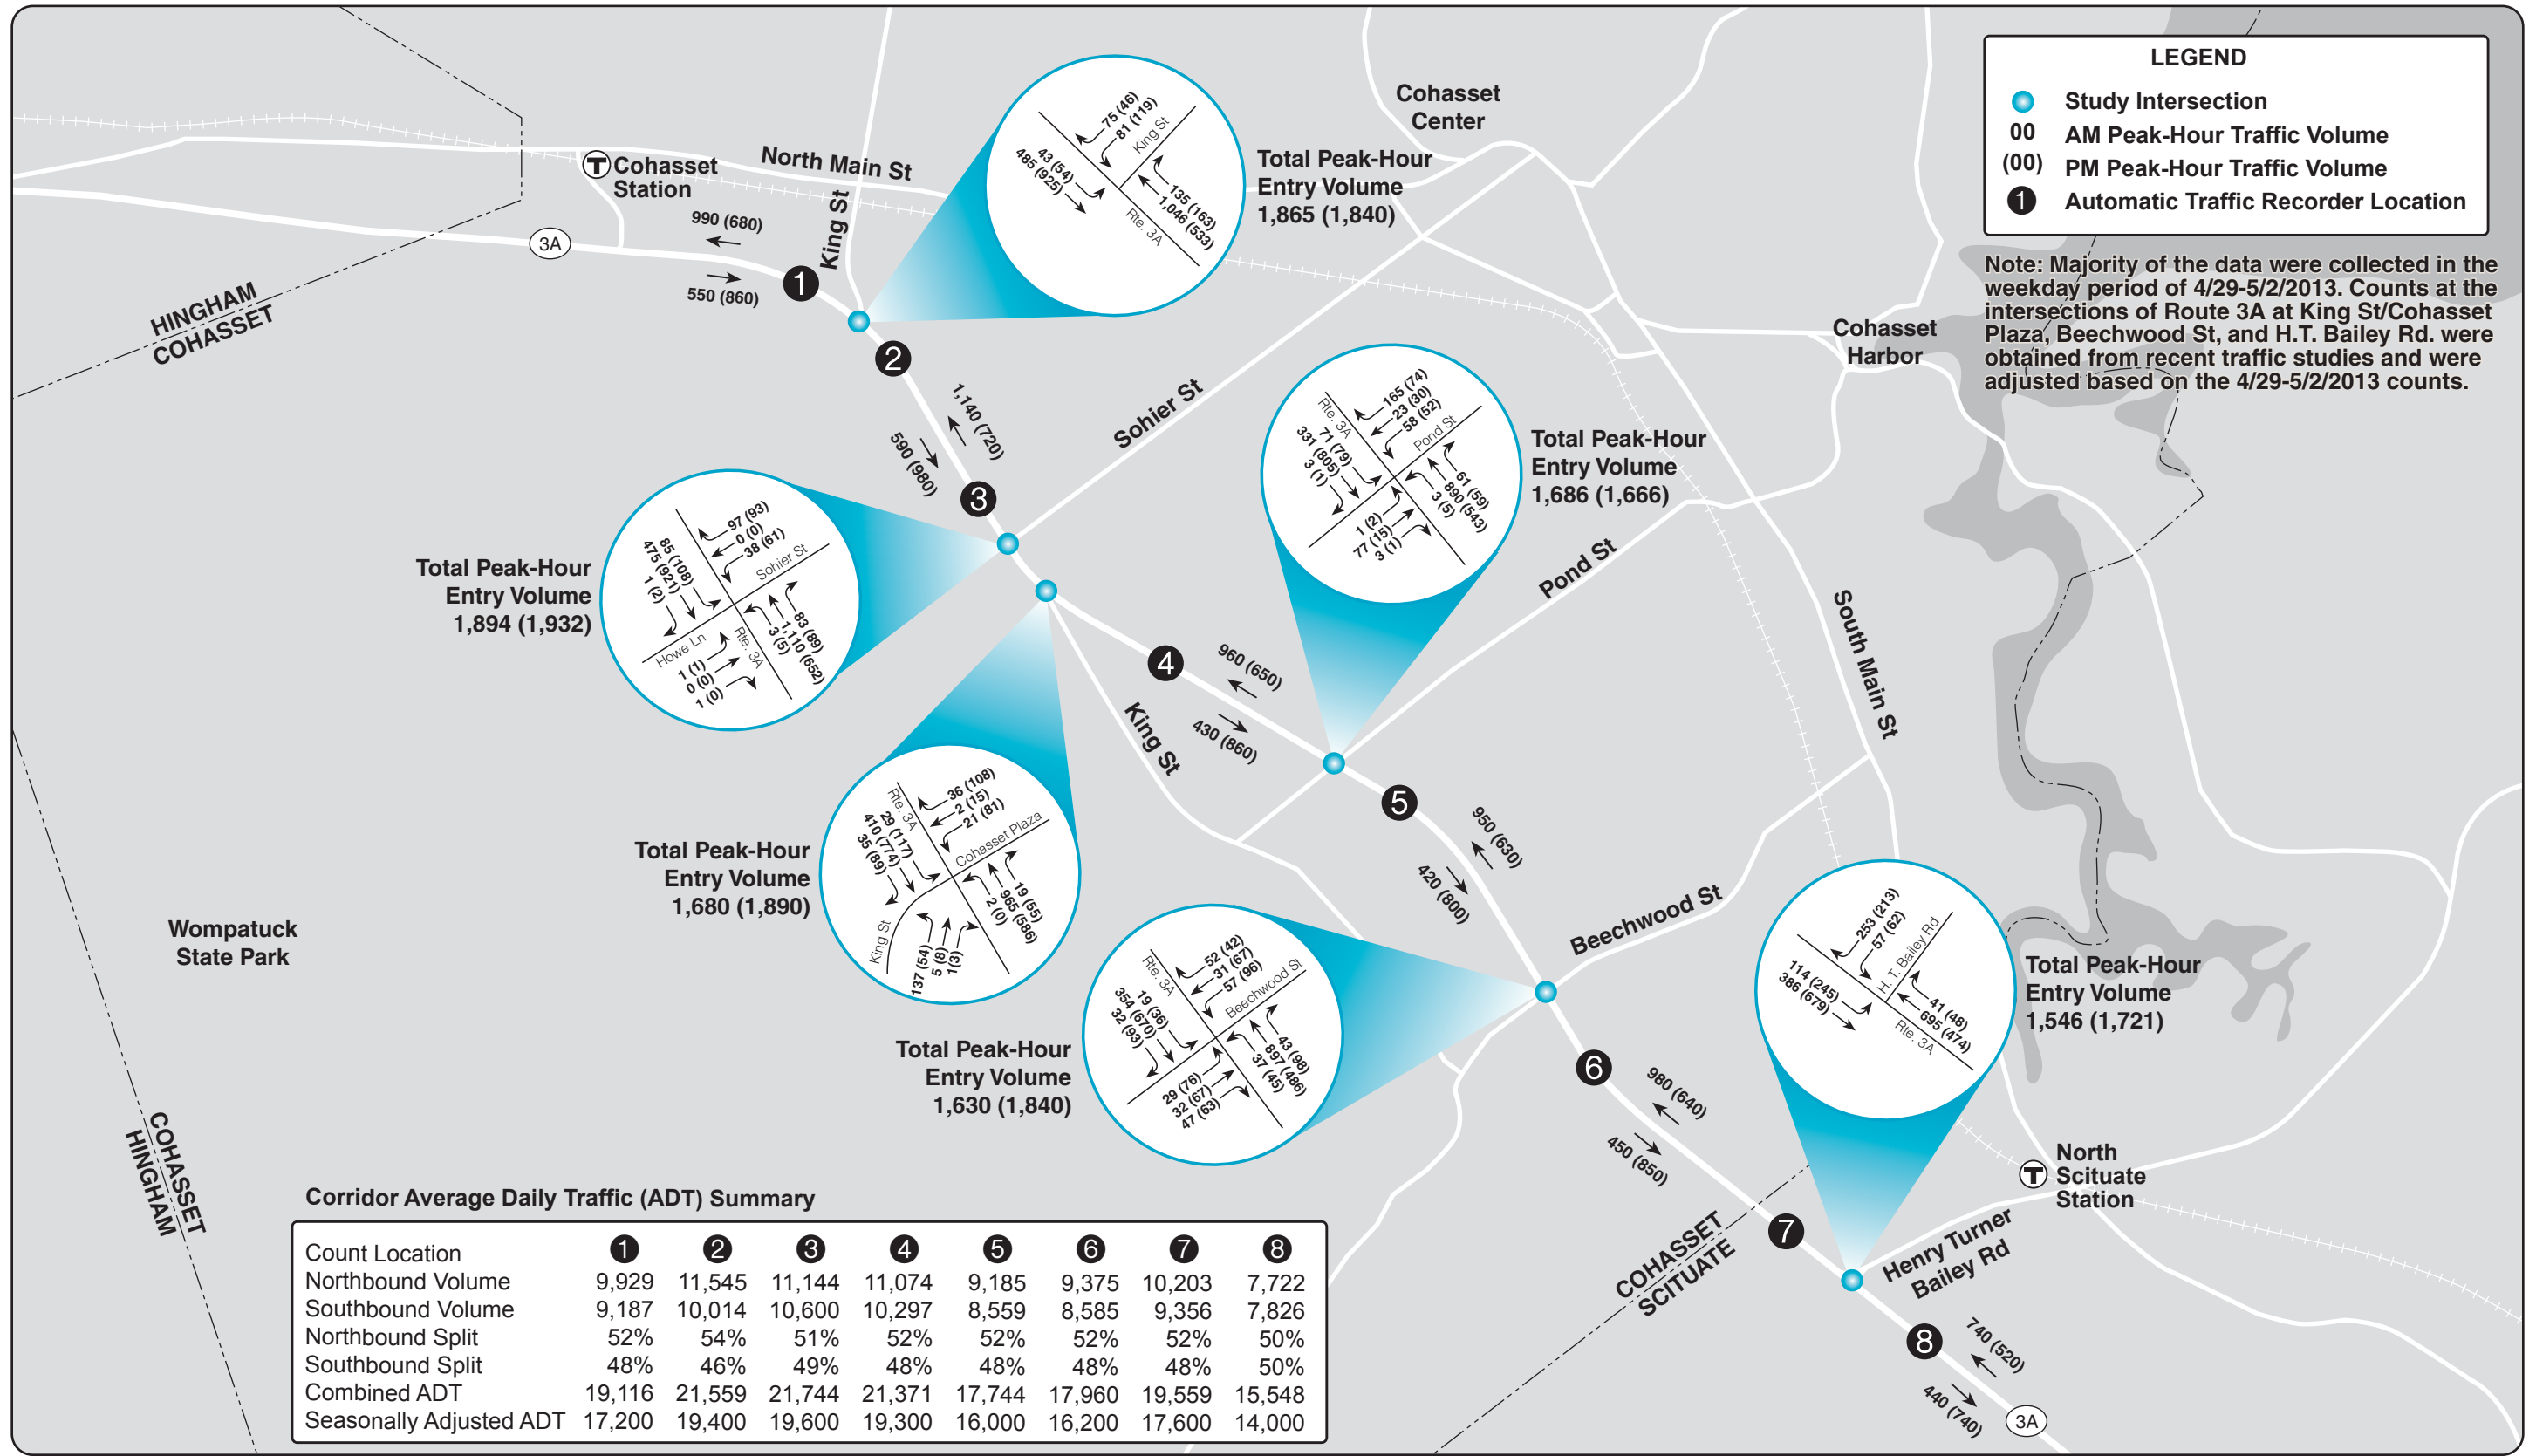 Cohasset
Center
LEGEND
Study Intersection
00 AM Peak-Hour Traffic Volume
(00) PM Peak-Hour Traffic Volume
1 Automatic Traffic Recorder Location
Note: Majority of the data were collected in the
weekday period of 4/29-5/2/2013. Counts at the
intersections of Route 3A at King St/Cohasset
Plaza, Beechwood St, and H.T. Bailey Rd. were
obtained from recent traffic studies and were
adjusted based on the 4/29-5/2/2013 counts.
T Cohasset
Station
North Main St
King St
3A
990 (680)
550 (860)
1
HINGHAM
COHASSET
75 (46)
81 (119)
King St
43 (54)
485 (925)
135 (163)
1,046 (533)
Rte. 3A
Total Peak-Hour
Entry Volume
1,865 (1,840)
2
1,140 (720)
590 (980)
3
Sohier St
Cohasset
Harbor
165 (74)
23 (30)
58 (52)
Rte. 3A
Pond St
71 (79)
331 (805)
3 (1)
61 (59)
890 (543)
3 (5)
1 (2)
77 (15)
3 (1)
Total Peak-Hour
Entry Volume
1,686 (1,666)
Total Peak-Hour
Entry Volume
1,894 (1,932)
97 (93)
0 (0)
38 (61)
Sohier St
85 (108)
475 (921)
1 (2)
Howe Ln
Rte. 3A
83 (89)
1,110 (652)
3 (5)
1 (1)
0 (0)
1 (0)
Pond St
South Main St
4
960 (650)
430 (860)
King St
5
950 (630)
420 (800)
Total Peak-Hour
Entry Volume
1,680 (1,890)
36 (108)
2 (15)
21 (81)
Rte. 3A
Cohasset Plaza
29 (117)
410 (774)
35 (89)
19 (55)
965 (586)
2 (0)
King St
137 (54)
5 (8)
1(3)
Wompatuck
State Park
Beechwood St
Total Peak-Hour
Entry Volume
1,630 (1,840)
52 (42)
31 (67)
57 (96)
Rte. 3A
Beechwood St
19 (36)
354 (670)
32 (93)
43 (98)
897 (486)
37 (45)
29 (76)
32 (67)
47 (63)
253 (213)
57 (62)
H. T. Bailey Rd
114 (245)
386 (679)
41 (48)
695 (474)
Rte. 3A
Total Peak-Hour
Entry Volume
1,546 (1,721)
6
980 (640)
450 (850)
COHASSET
HINGHAM
COHASSET
SCITUATE
7
T North
Scituate
Station
Henry Turner
Bailey Rd
8
740 (520)
440 (740)
3A
Corridor Average Daily Traffic (ADT) Summary
Count Location 1 2 3 4 5 6 7 8
Northbound Volume 9,929 11,545 11,144 11,074 9,185 9,375 10,203 7,722
Southbound Volume 9,187 10,014 10,600 10,297 8,559 8,585 9,356 7,826
Northbound Split 52% 54% 51% 52% 52% 52% 52% 50%
Southbound Split 48% 46% 49% 48% 48% 48% 48% 50%
Combined ADT 19,116 21,559 21,744 21,371 17,744 17,960 19,559 15,548
Seasonally Adjusted ADT 17,200 19,400 19,600 19,300 16,000 16,200 17,600 14,000